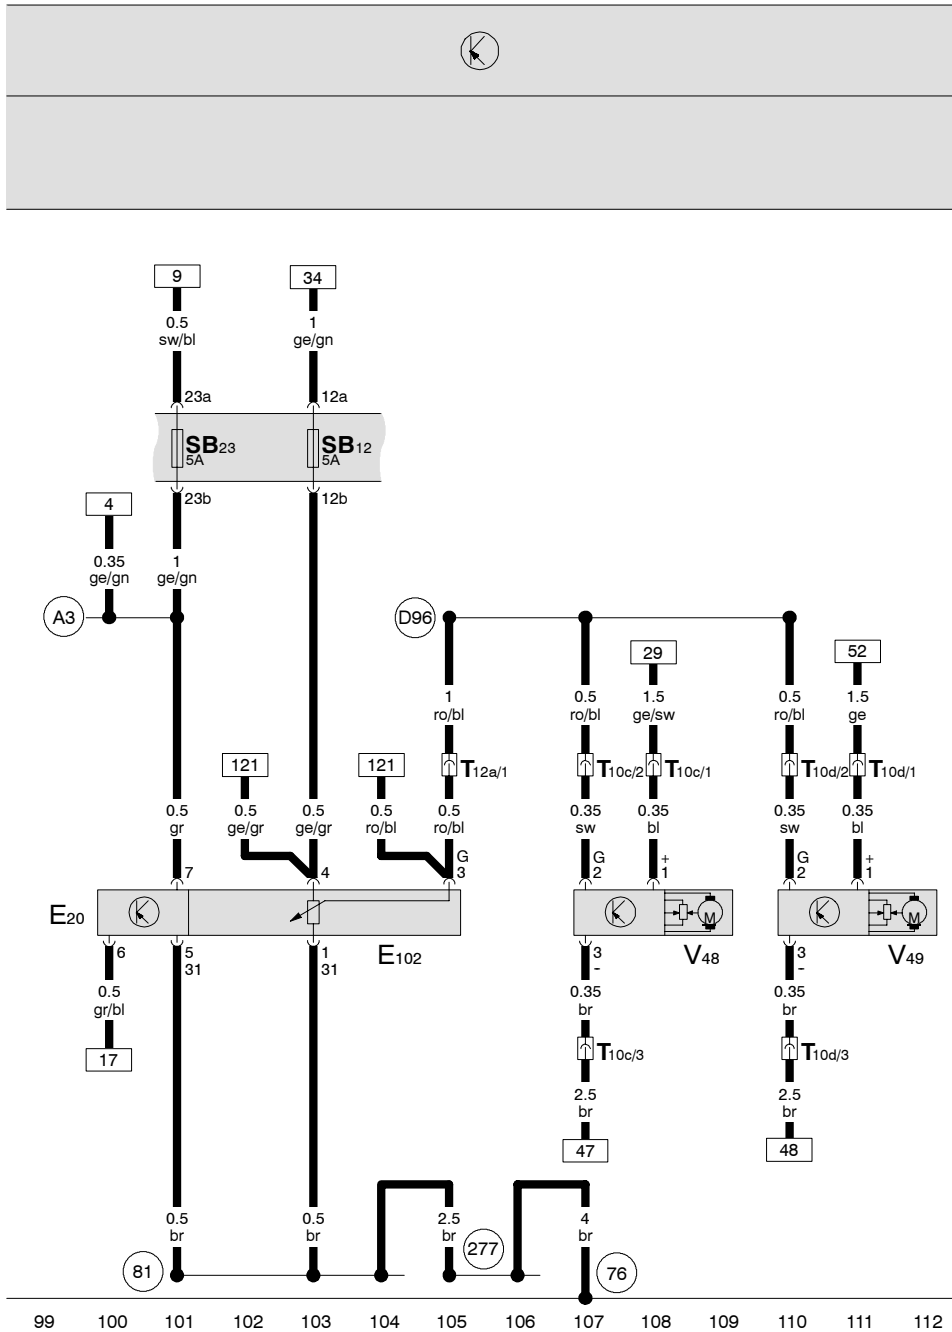 9
34
0.5
sw/bl
1
ge/gn
23a
12a
SB23
5A
SB12
5A
23b
12b
4
0.35
ge/gn
1
ge/gn
A3
D96
29
52
1
ro/bl
0.5
ro/bl
1.5
ge/sw
0.5
ro/bl
1.5
ge
121
121
T12a/1
T10c/2
T10c/1
T10d/2
T10d/1
0.5
gr
0.5
ge/gr
0.5
ge/gr
0.5
ro/bl
0.5
ro/bl
0.35
sw
0.35
bl
0.35
sw
0.35
bl
7
4
G
3
G
2
+
1
G
2
+
1
E20
M
M
E102
V48
V49
6
5
31
1
31
3
-
3
-
0.5
gr/bl
0.35
br
0.35
br
17
T10c/3
T10d/3
2.5
br
2.5
br
47
48
0.5
br
0.5
br
2.5
br
4
br
81
277
76
99 100 101 102 103 104 105 106 107 108 109 110 111 112